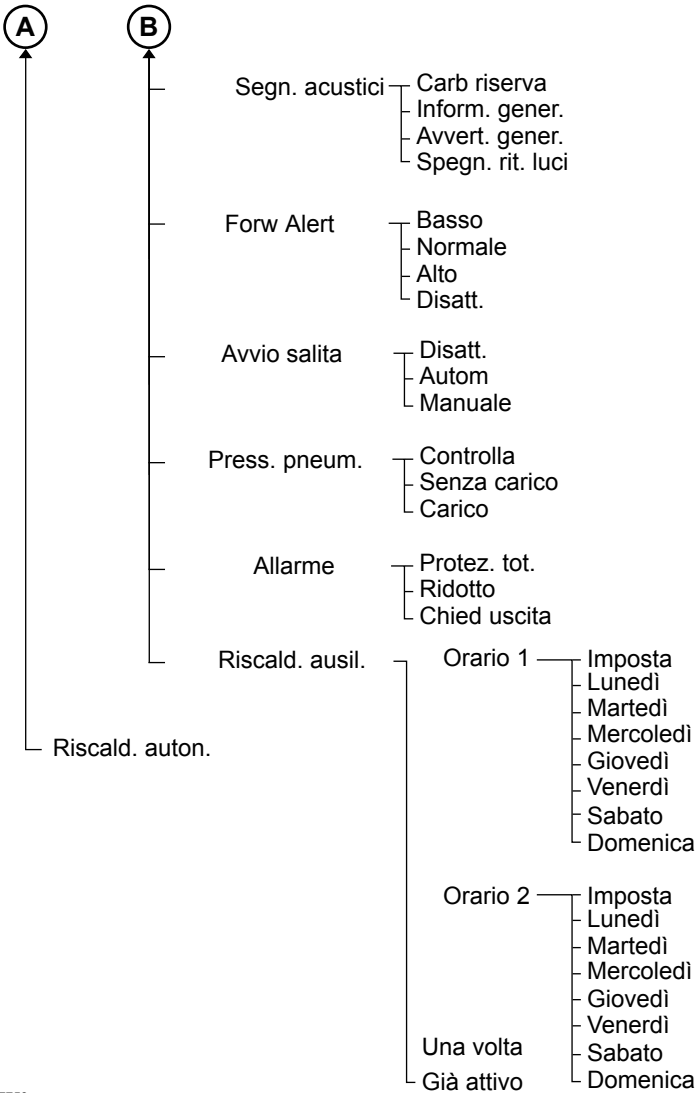 A
B
Segn. acustici
Carb riserva
Inform. gener.
Avvert. gener.
Spegn. rit. luci
Forw Alert
Basso
Normale
Alto
Disatt.
Avvio salita
Disatt.
Autom
Manuale
Press. pneum.
Controlla
Senza carico
Carico
Allarme
Protez. tot.
Ridotto
Chied uscita
Riscald. ausil.
Orario 1
Imposta
Lunedì
Martedì
Mercoledì
Giovedì
Venerdì
Sabato
Domenica
Riscald. auton.
Orario 2
Imposta
Lunedì
Martedì
Mercoledì
Giovedì
Venerdì
Sabato
Domenica
Una volta
Già attivo